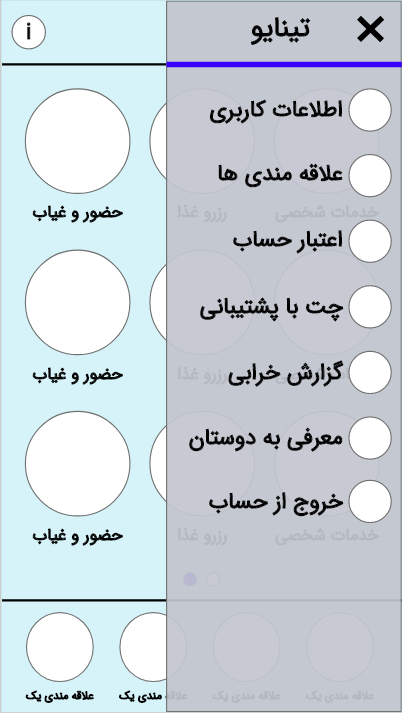 تینایو
i
اطلاعات کاربری
علاقه مندی ها
اعتبار حساب
چت با پشتیبانی
گزارش خرابی
معرفی به دوستان
خروج از حساب
خدمات شخصی
رزرو غذا
حضور و غیاب
رزرو غذا
حضور و غیاب
خدمات شخصی
رزرو غذا
حضور و غیاب
علاقه مندی یک
علاقه مندی یک
علاقه مندی یک
علاقه مندی یک